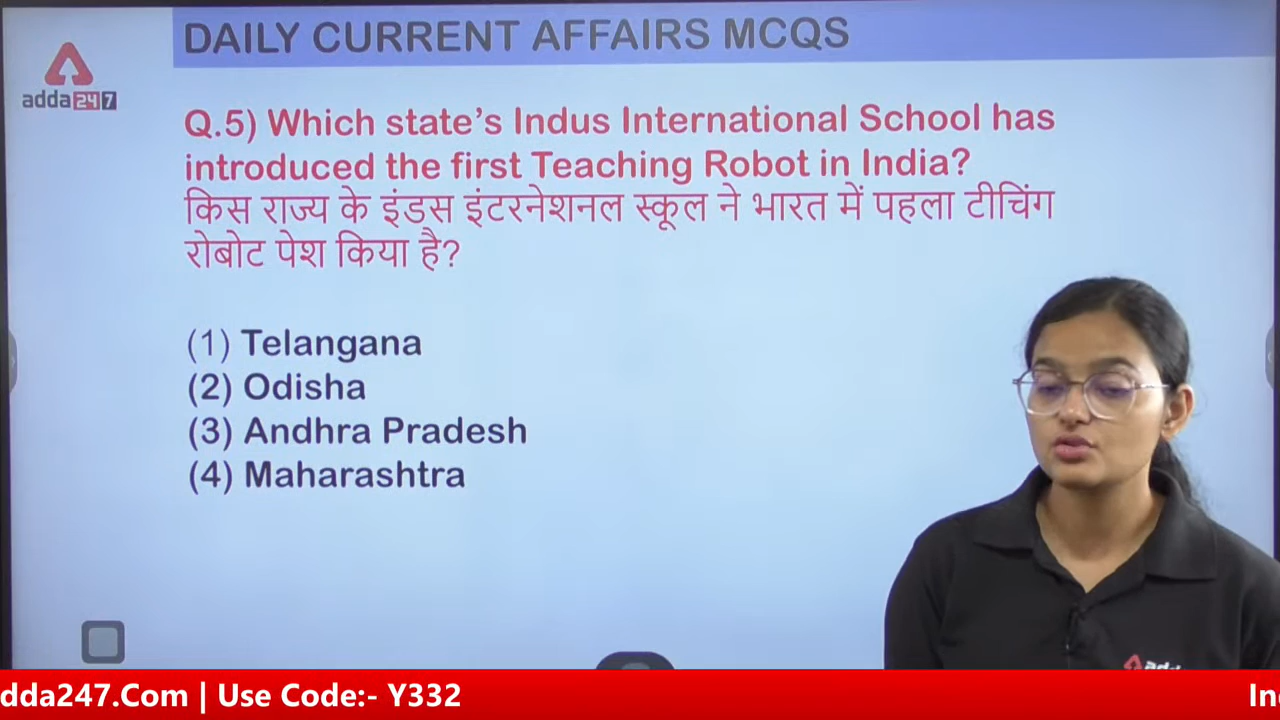 DAILY CURRENT AFFAIRS MCQS
adda247
Q.5) Which state's Indus International School has
introduced the first Teaching Robot in India?
किस राज्य के इंडस इंटरनेशनल स्कूल ने भारत में पहला टीचिंग
रोबोट पेश किया है?
(1) Telangana
(2) Odisha
(3) Andhra Pradesh
(4) Maharashtra
dda247.Com | Use Code:- Y332